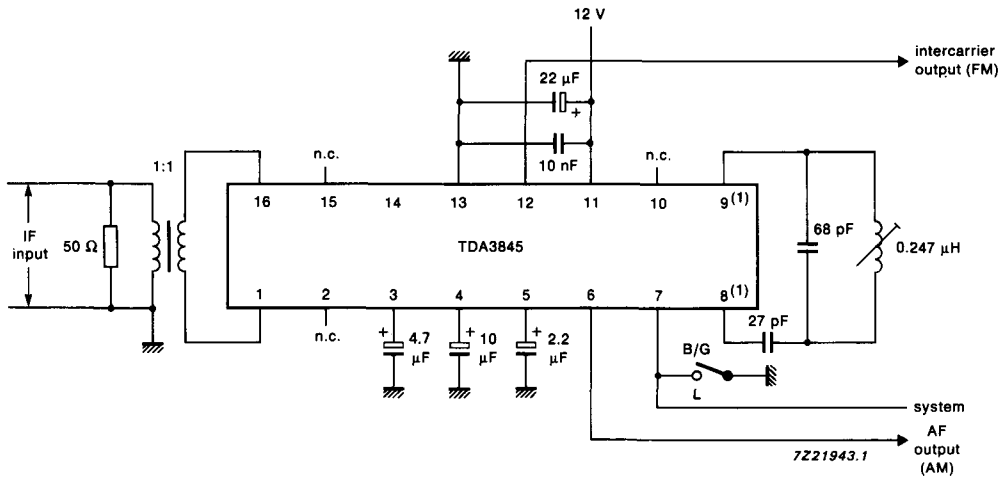 12 V
intercarrier
output (FM)
22 µF
+
10 nF
1:1
n.c.
n.c.
16 15 14 13 12 11 10 9(1)
IF
input
50 Ω
TDA3845
68 pF
0.247 µH
1 2 3 4 5 6 7 8(1)
n.c.
+ 4.7
µF
+ 10
µF
+ 2.2
µF
27 pF
B/G
L
system
AF
output
(AM)
7Z21943.1